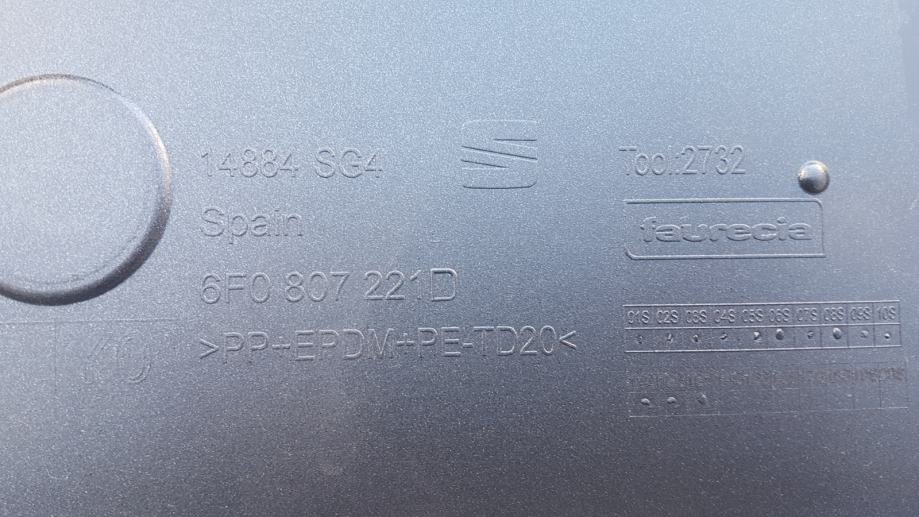 14884 SG4
Tool:2732
Spain
faurecia
6F0 807 221D
01S 02S 03S 04S 05S 06S 07S 08S 09S 10S
>PP+EPDM+PE-TD20<